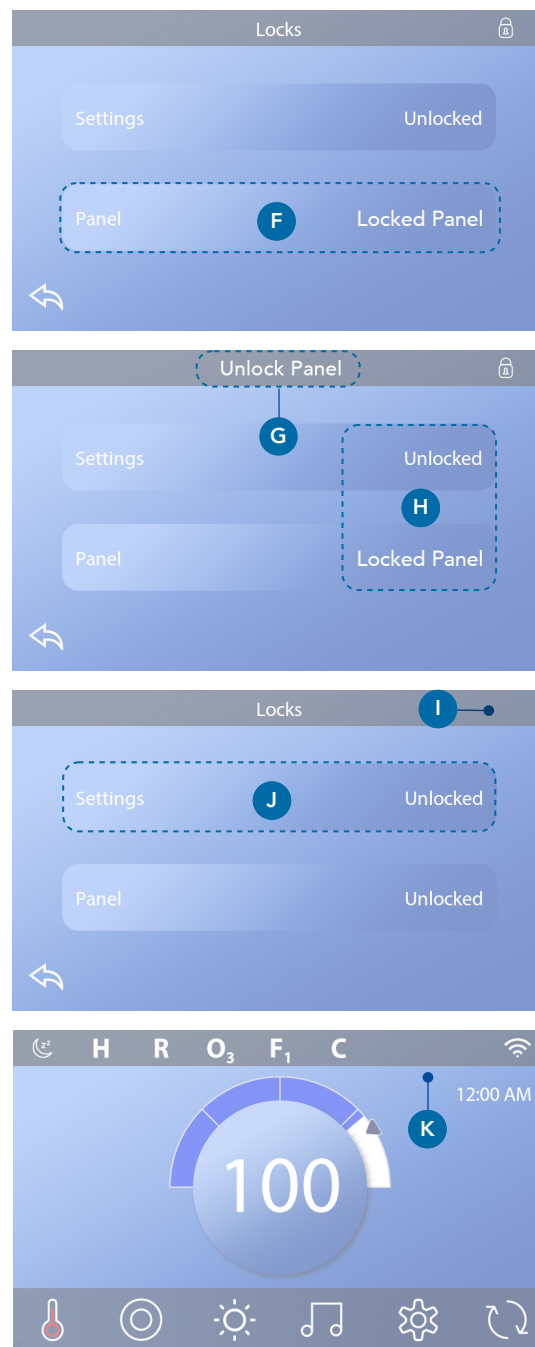 Locks
Settings Unlocked
Panel F Locked Panel
Unlock Panel
G
Settings Unlocked
H
Panel Locked Panel
Locks I
Settings J Unlocked
Panel Unlocked
zz H R O₃ F₁ C
12:00 AM
K
100